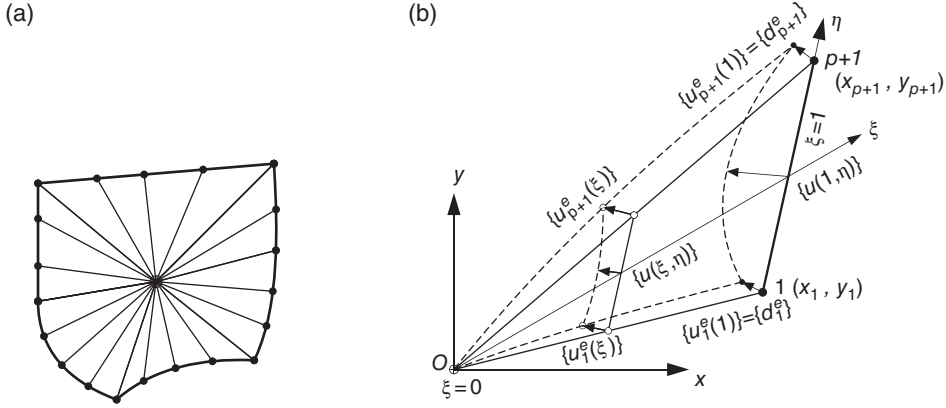 (a)
(b)
η
{u^e_{p+1}(1)}={d^e_{p+1}}
p+1
(x_{p+1} , y_{p+1})
ξ=1
ξ
y
{u^e_{p+1}(ξ)}
{u(1,η)}
{u(ξ,η)}
1 (x_1 , y_1)
{u^e_1(1)}={d^e_1}
{u^e_1(ξ)}
O
ξ=0
x